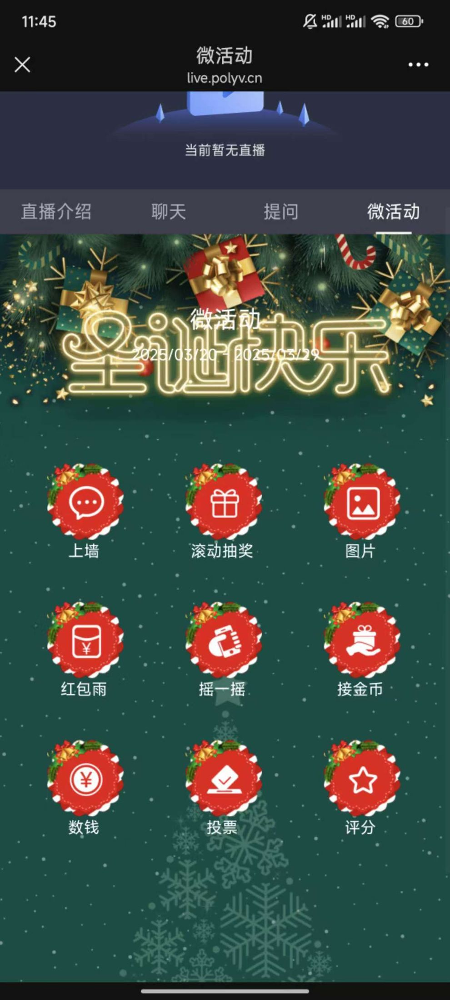 11:45
HD HD 60
微活动
live.polyv.cn
当前暂无直播
直播介绍 聊天 提问 微活动
微活动
圣诞快乐
2025/03/20 - 2025/03/29
上墙 滚动抽奖 图片
¥
红包雨 摇一摇 接金币
¥
数钱 投票 评分